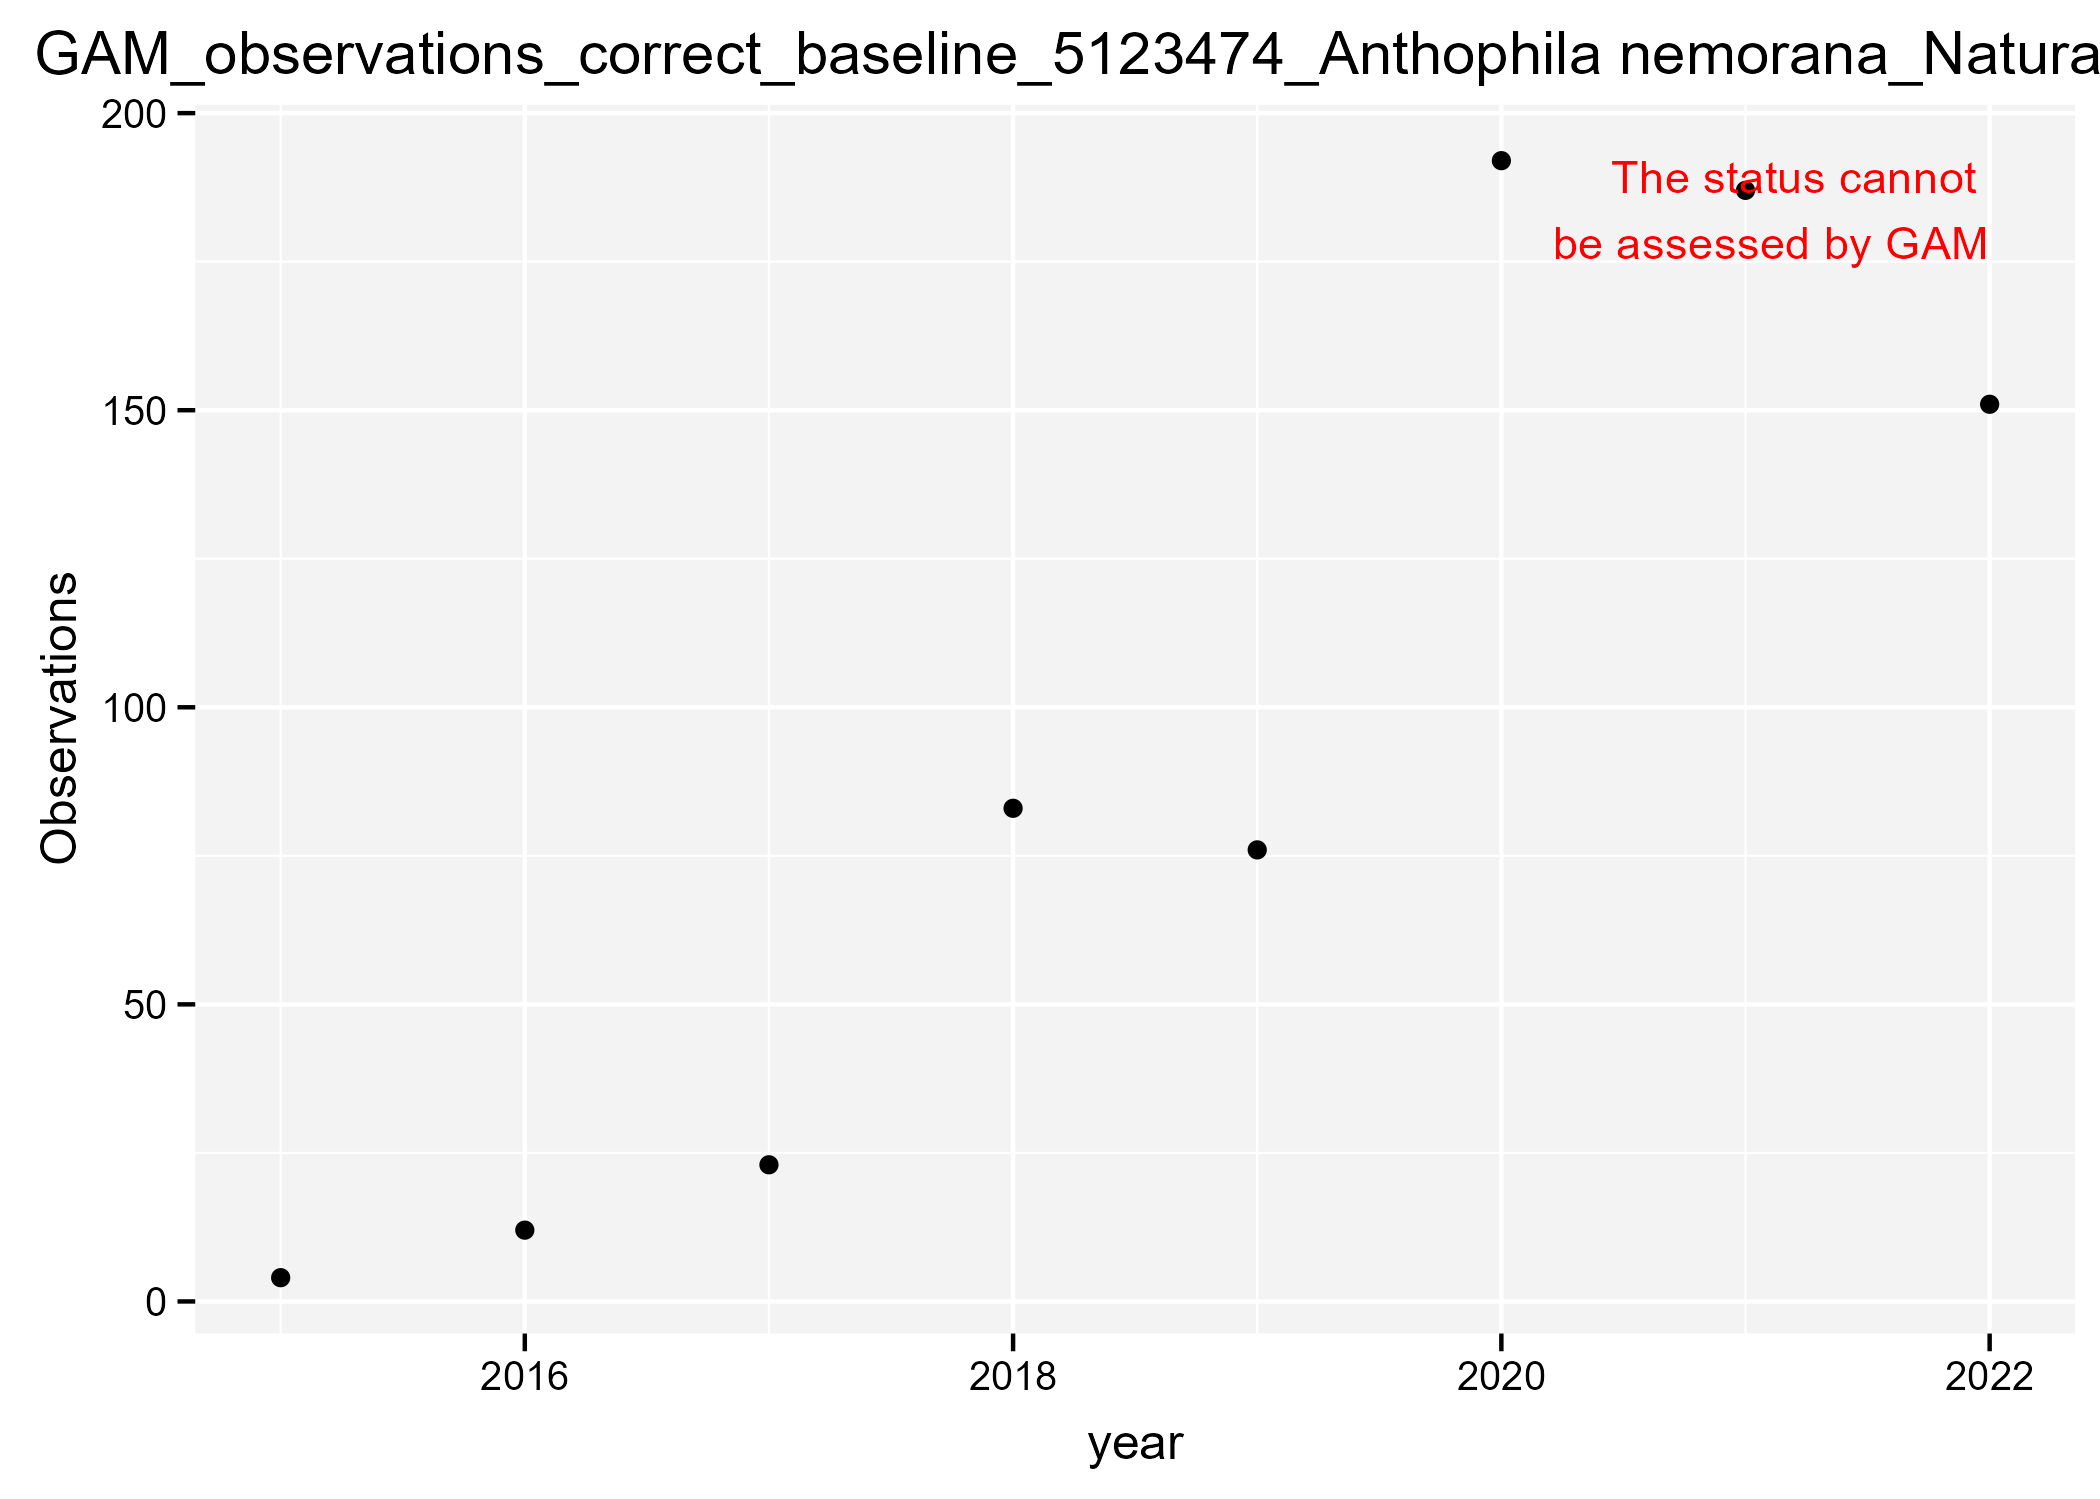 GAM_observations_correct_baseline_5123474_Anthophila nemorana_Natura
200
The status cannot
be assessed by GAM
150
100
50
0
Observations
2016 2018 2020 2022
year